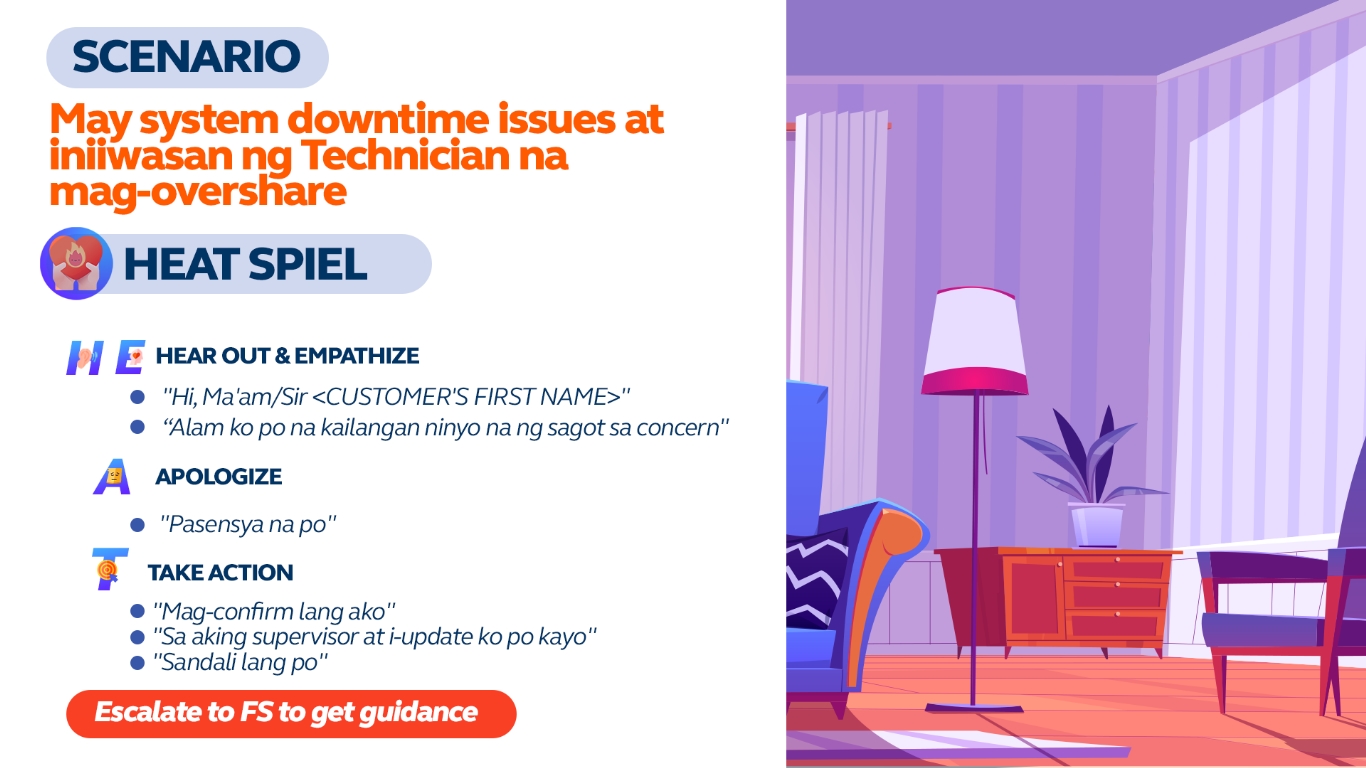 SCENARIO
May system downtime issues at
iniiwasan ng Technician na
mag-overshare
HEAT SPIEL
H E HEAR OUT & EMPATHIZE
"Hi, Ma'am/Sir <CUSTOMER'S FIRST NAME>"
“Alam ko po na kailangan ninyo na ng sagot sa concern"
A APOLOGIZE
"Pasensya na po"
T TAKE ACTION
"Mag-confirm lang ako"
"Sa aking supervisor at i-update ko po kayo"
"Sandali lang po"
Escalate to FS to get guidance